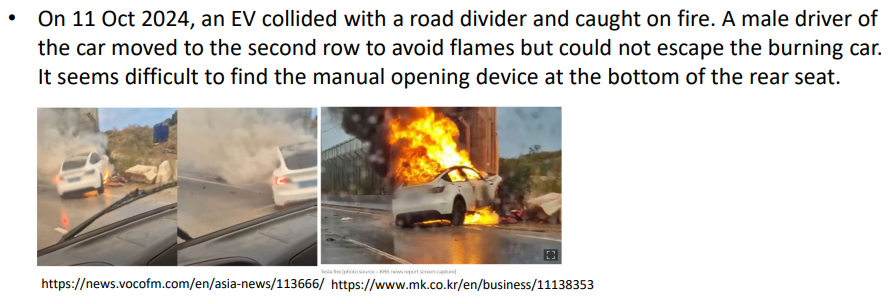 • On 11 Oct 2024, an EV collided with a road divider and caught on fire. A male driver of
the car moved to the second row to avoid flames but could not escape the burning car.
It seems difficult to find the manual opening device at the bottom of the rear seat.
Tesla fire [photo source = KBS news report screen capture]
https://news.vocofm.com/en/asia-news/113666/ https://www.mk.co.kr/en/business/11138353